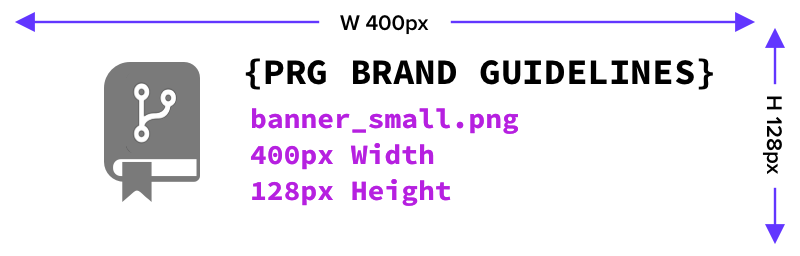 W 400px
{PRG BRAND GUIDELINES}
banner_small.png
400px Width
128px Height
H 128px